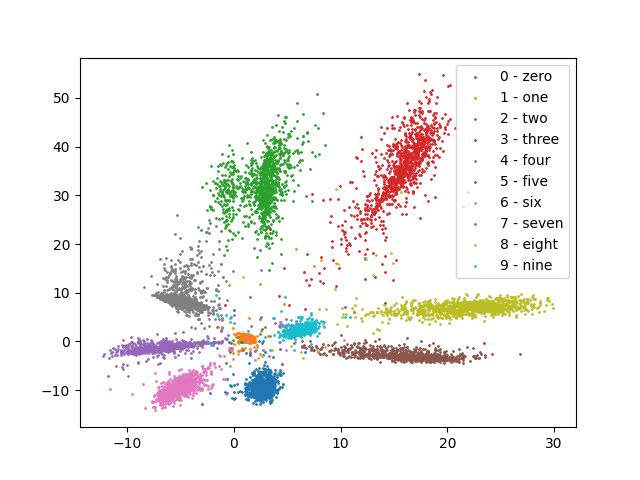 50
40
30
20
10
0
−10
−10
0
10
20
30
0 - zero
1 - one
2 - two
3 - three
4 - four
5 - five
6 - six
7 - seven
8 - eight
9 - nine